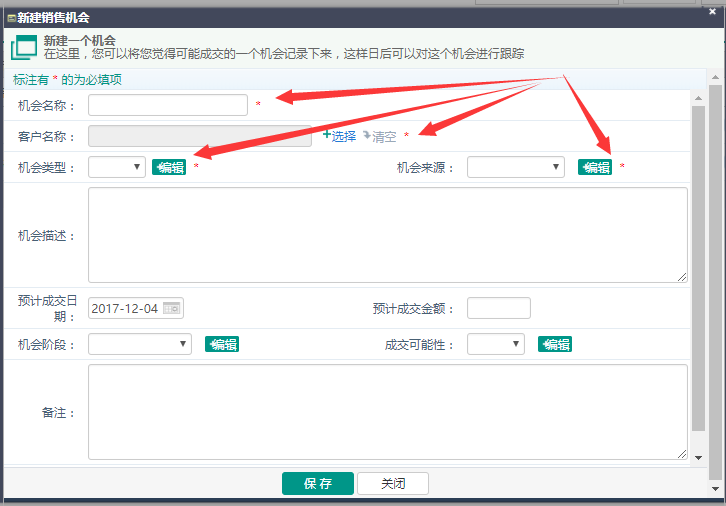 新建销售机会
新建一个机会
在这里，您可以将您觉得可能成交的一个机会记录下来，这样日后可以对这个机会进行跟踪
标注有 * 的为必填项
机会名称： *
客户名称： +选择 清空 *
机会类型： 编辑 * 机会来源： 编辑 *
机会描述：
预计成交日期： 2017-12-04 预计成交金额：
机会阶段： 编辑 成交可能性： 编辑
备注：
保 存 关闭